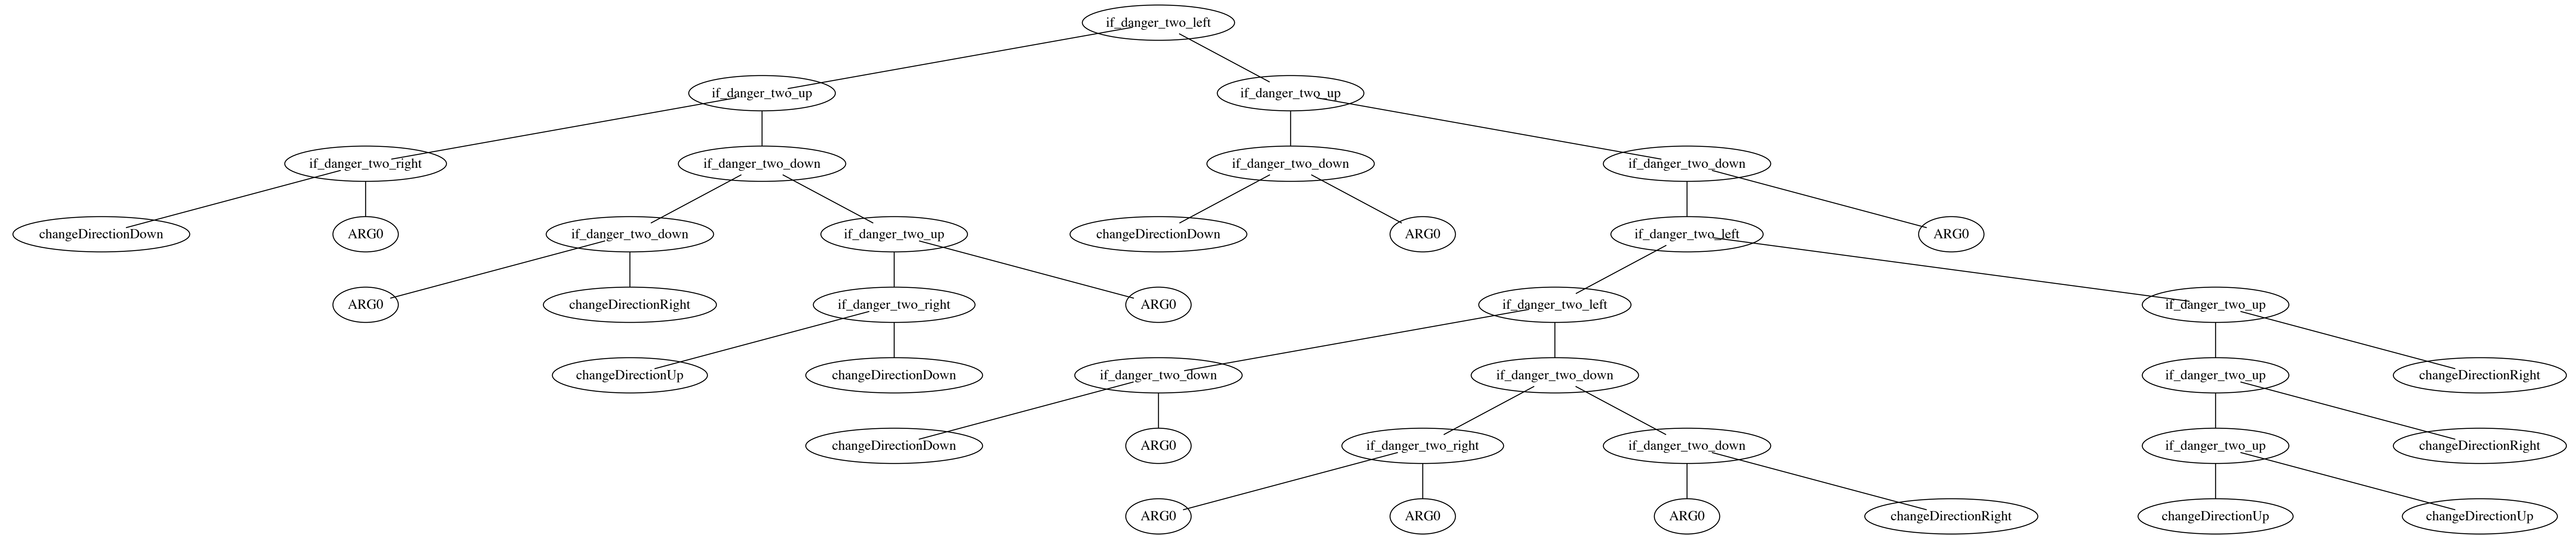 if_danger_two_left
if_danger_two_up
if_danger_two_up
if_danger_two_right
if_danger_two_down
if_danger_two_down
if_danger_two_down
changeDirectionDown
ARG0
if_danger_two_down
if_danger_two_up
changeDirectionDown
ARG0
if_danger_two_left
ARG0
ARG0
changeDirectionRight
if_danger_two_right
ARG0
if_danger_two_left
if_danger_two_up
changeDirectionUp
changeDirectionDown
if_danger_two_down
if_danger_two_down
if_danger_two_up
changeDirectionRight
changeDirectionDown
ARG0
if_danger_two_right
if_danger_two_down
if_danger_two_up
changeDirectionRight
ARG0
ARG0
ARG0
changeDirectionRight
changeDirectionUp
changeDirectionUp